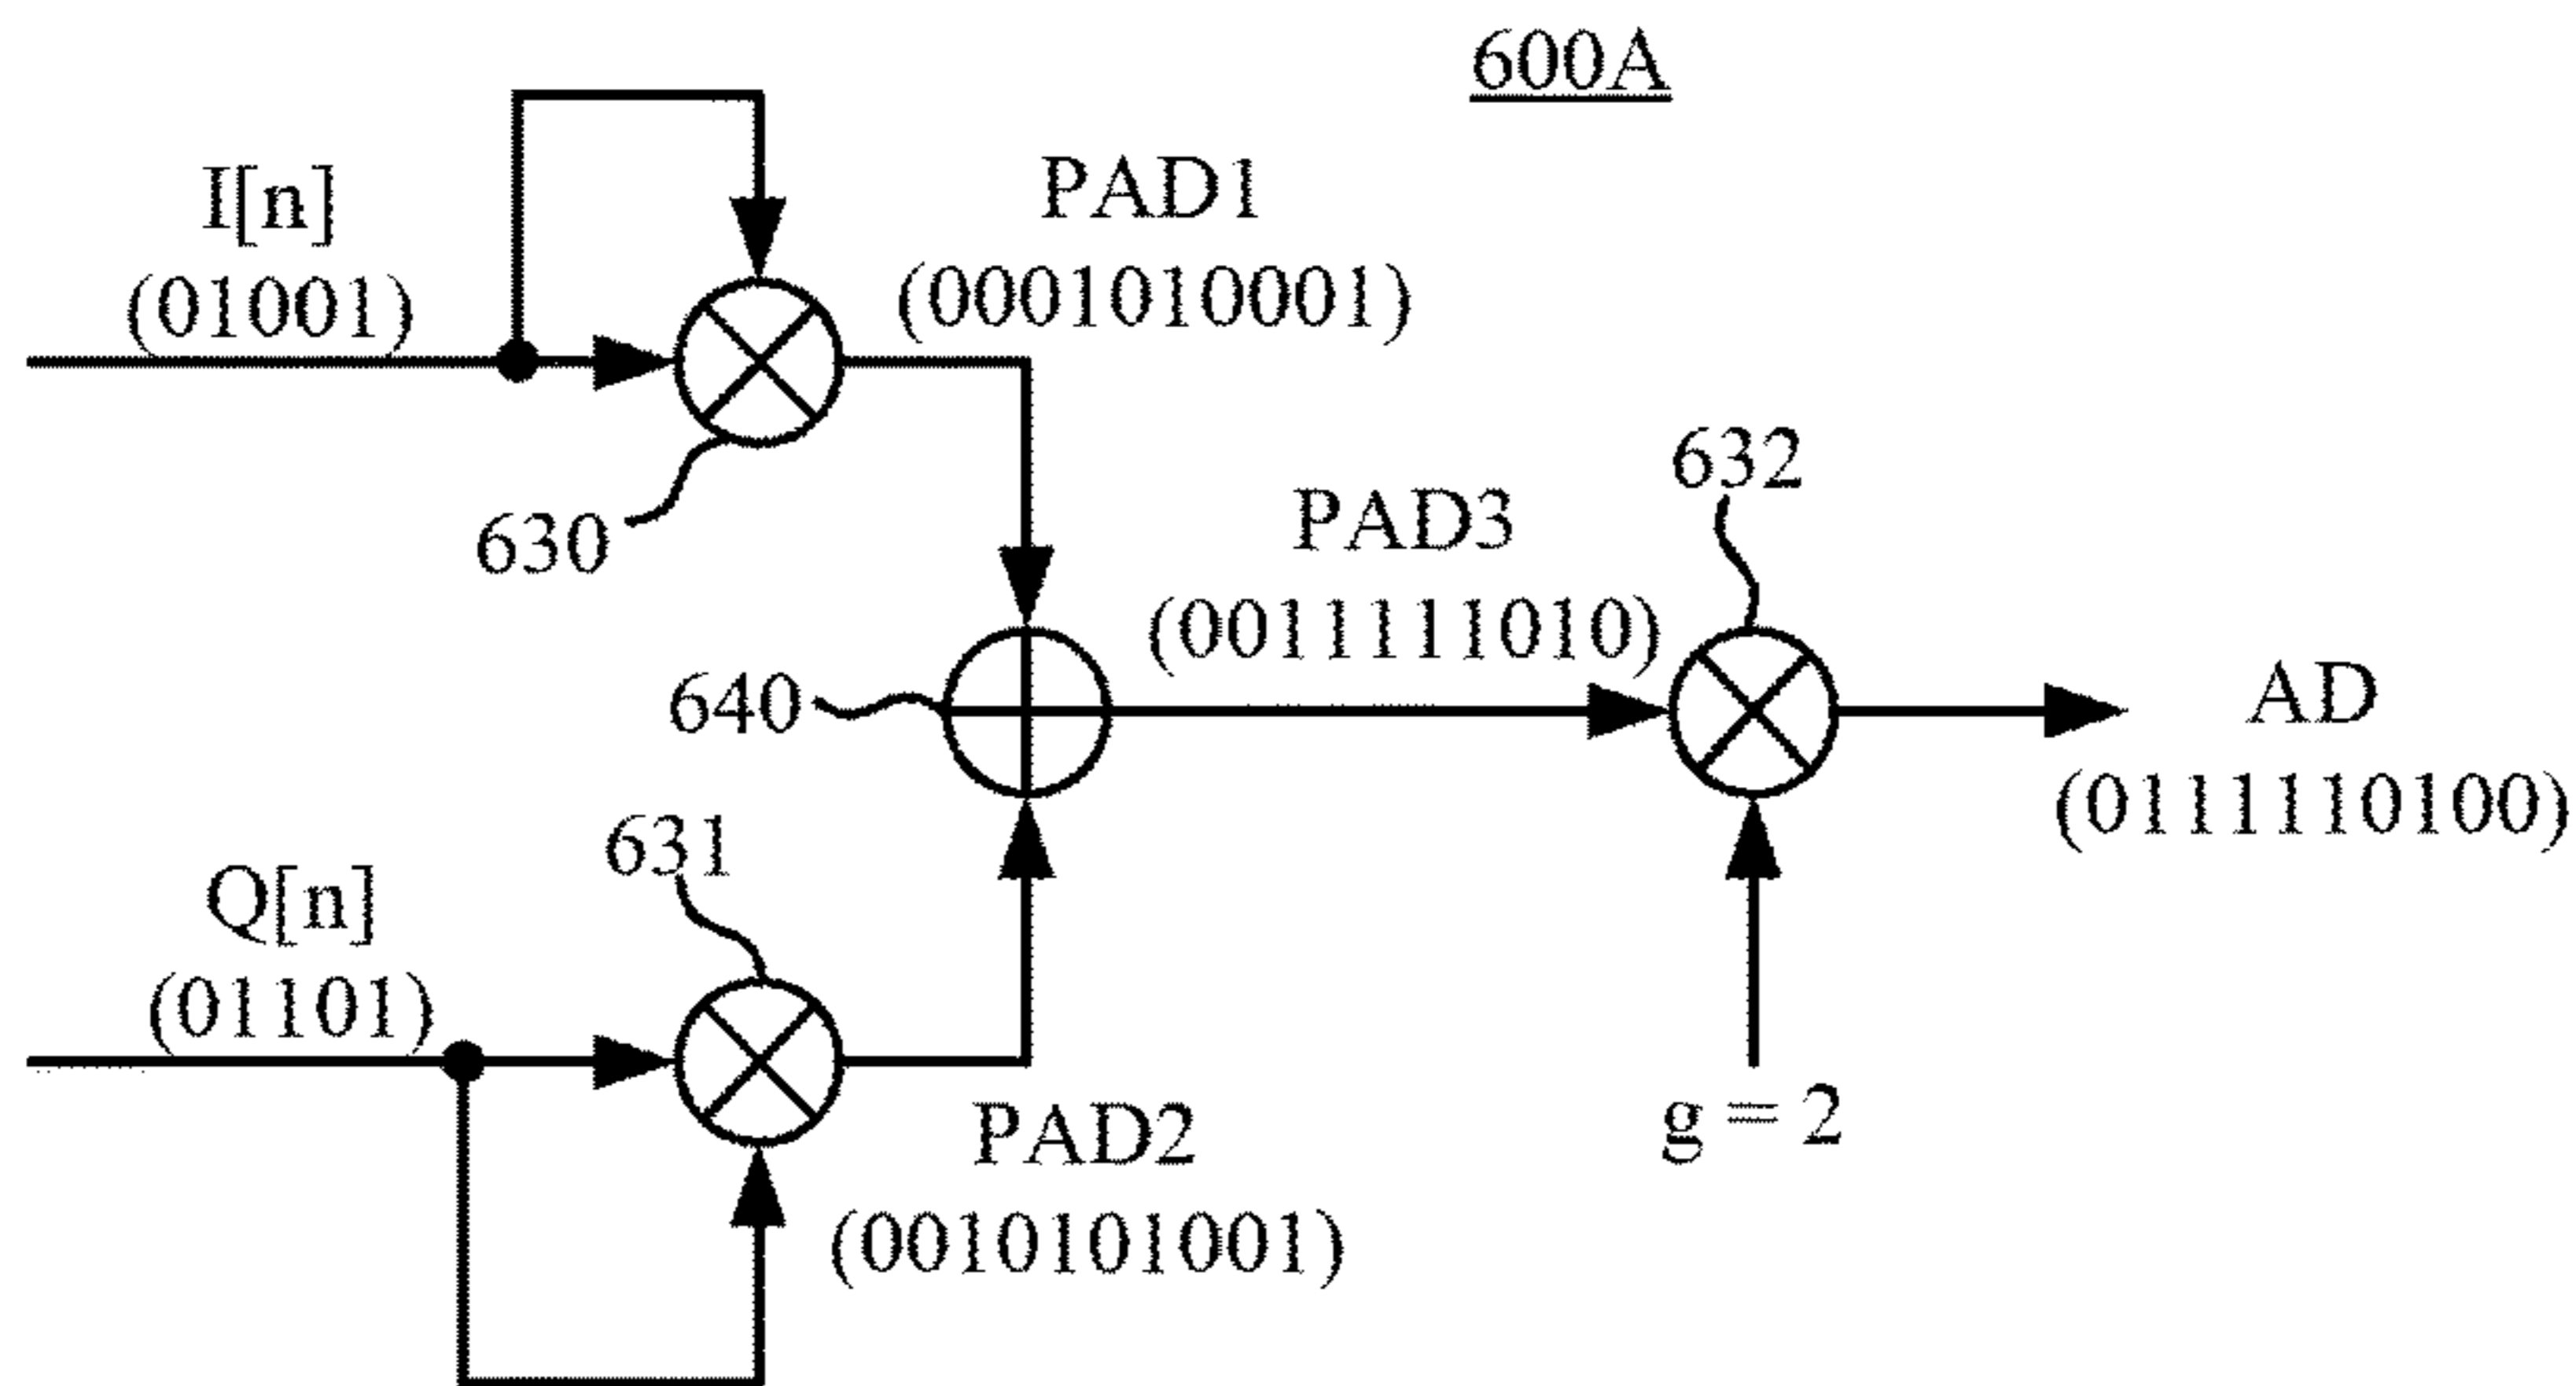 600A
I[n]
(01001)
PAD1
(0001010001)
630
632
PAD3
(0011111010)
640
AD
(0111110100)
631
Q[n]
(01101)
PAD2
(0010101001)
g = 2